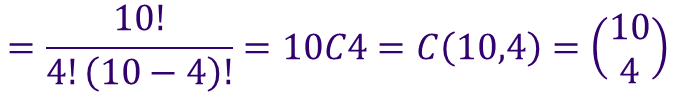 = 10! / 4! (10 − 4)! = 10C4 = C(10,4) = (10 4)